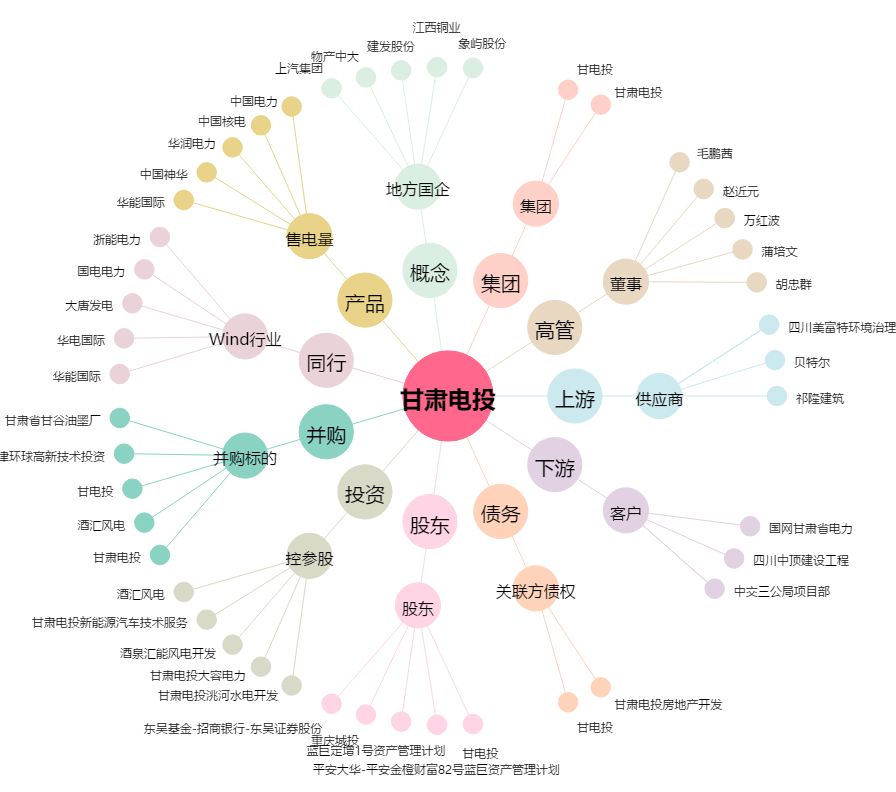 江西铜业
建发股份
象屿股份
物产中大
上汽集团
甘电投
甘肃电投
中国电力
中国核电
华润电力
中国神华
华能国际
地方国企
集团
售电量
毛鹏茜
赵近元
万红波
蒲培文
胡忠群
董事
浙能电力
国电电力
大唐发电
华电国际
华能国际
Wind行业
概念
集团
产品
高管
同行
四川美富特环境治理
贝特尔
祁隆建筑
供应商
上游
甘肃电投
并购
甘肃省甘谷油墨厂
津环球高新技术投资
甘电投
酒汇风电
甘肃电投
并购标的
投资
下游
股东
债务
客户
国网甘肃省电力
四川中顶建设工程
中交三公局项目部
控参股
酒汇风电
甘肃电投新能源汽车技术服务
酒泉汇能风电开发
甘肃电投大容电力
甘肃电投洮河水电开发
股东
关联方债权
甘肃电投房地产开发
甘电投
东吴基金-招商银行-东吴证券股份
重庆城投
蓝巨定增1号资产管理计划
甘电投
平安大华-平安金橙财富82号蓝巨资产管理计划